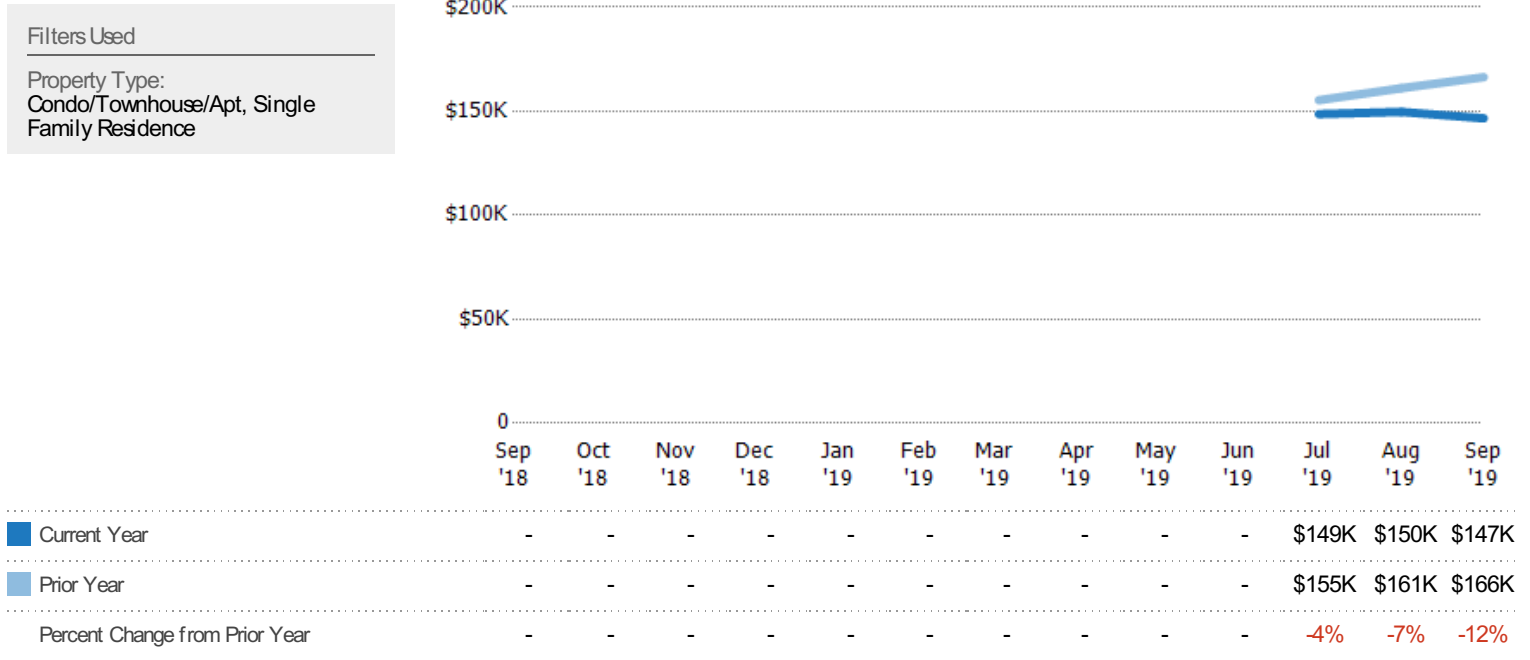 Filters Used
Property Type:
Condo/Townhouse/Apt, Single
Family Residence
$200K
$150K
$100K
$50K
0
Sep Oct Nov Dec Jan Feb Mar Apr May Jun Jul Aug Sep
'18 '18 '18 '18 '19 '19 '19 '19 '19 '19 '19 '19 '19
Current Year - - - - - - - - - - $149K $150K $147K
Prior Year - - - - - - - - - - $155K $161K $166K
Percent Change from Prior Year - - - - - - - - - - -4% -7% -12%